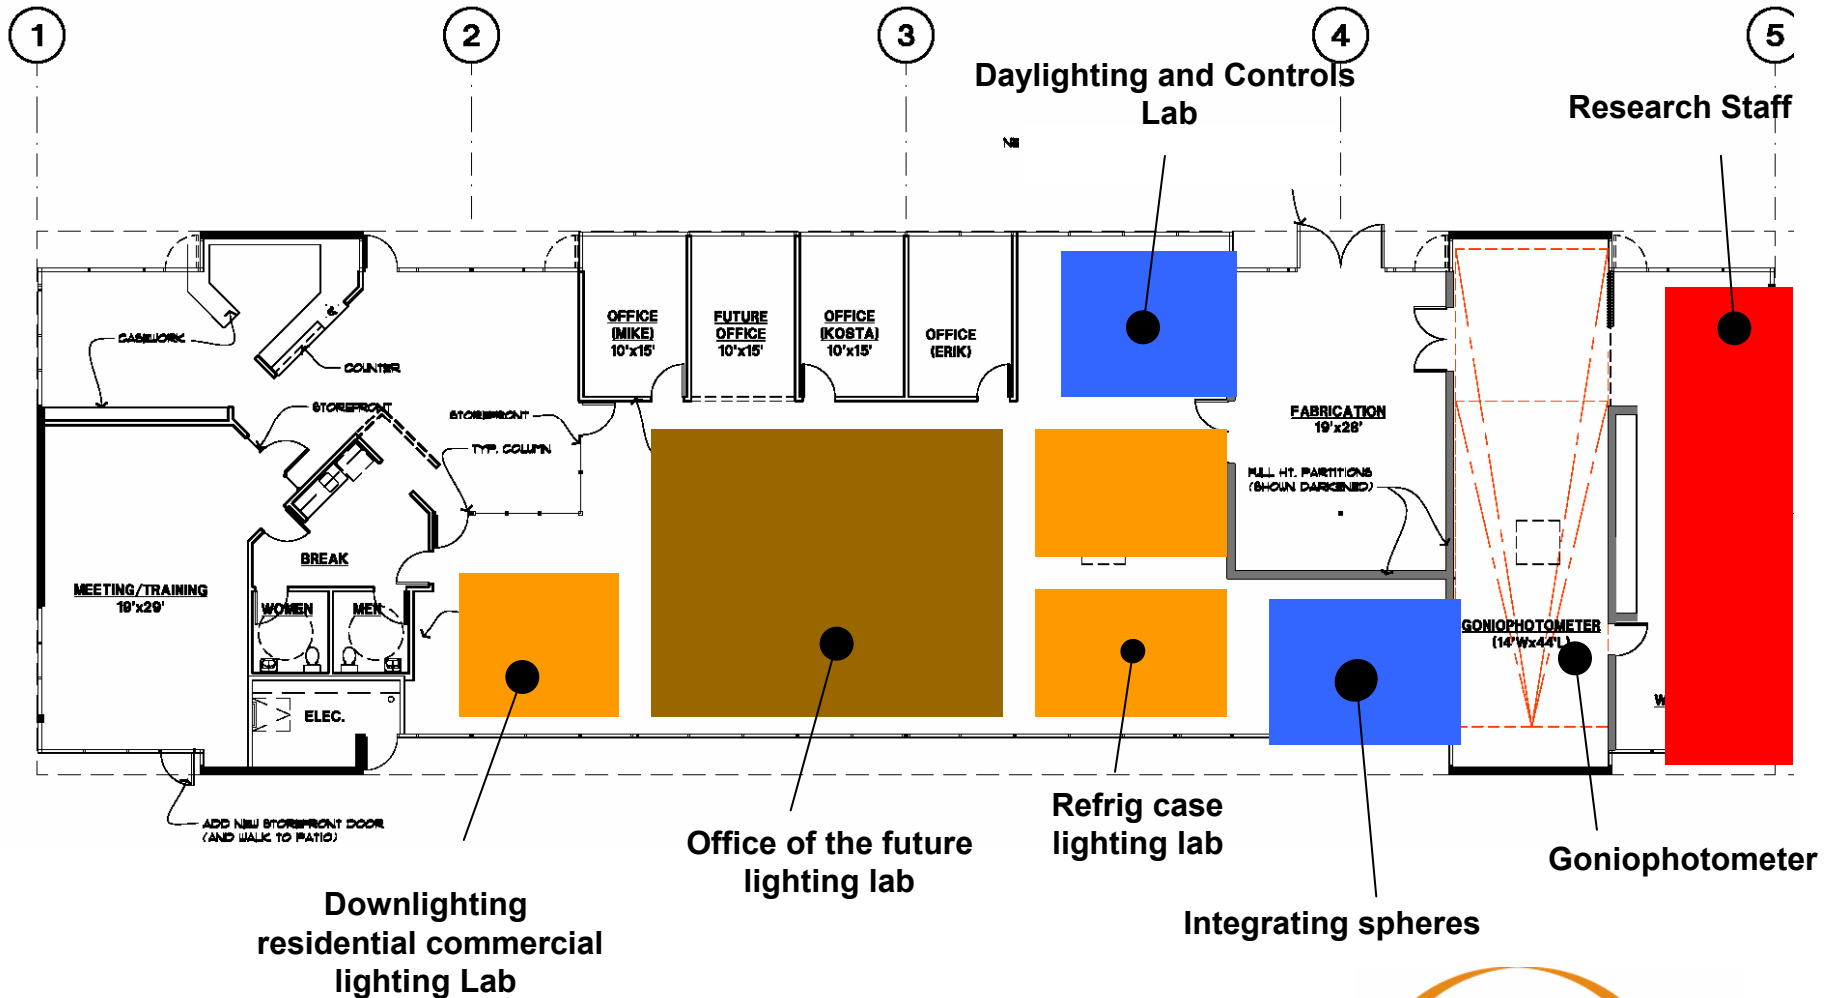 1
2
3
4
5
Daylighting and Controls
Lab
Research Staff
OFFICE
(MIKE)
10'x15'
FUTURE
OFFICE
10'x15'
OFFICE
(KOSTA)
10'x15'
OFFICE
(ERIK)
CASEWORK
COUNTER
STOREFRONT
STOREFRONT
TYP. COLUMN
FABRICATION
19'x28'
FULL HT. PARTITIONS
(SHOWN DARKENED)
BREAK
MEETING/TRAINING
19'x29'
WOMEN
MEN
GONIOPHOTOMETER
(14'Wx44'L)
ELEC.
ADD NEW STOREFRONT DOOR
(AND WALK TO PATIO)
Refrig case
lighting lab
Office of the future
lighting lab
Goniophotometer
Downlighting
residential commercial
lighting Lab
Integrating spheres